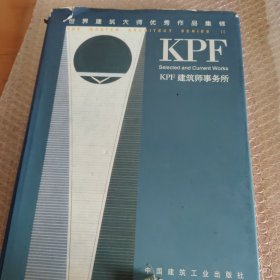 世界建筑大师优秀作品集锦
THE MASTER ARCHITECT SERIES II
KPF
Selected and Current Works
KPF 建筑师事务所
中国建筑工业出版社